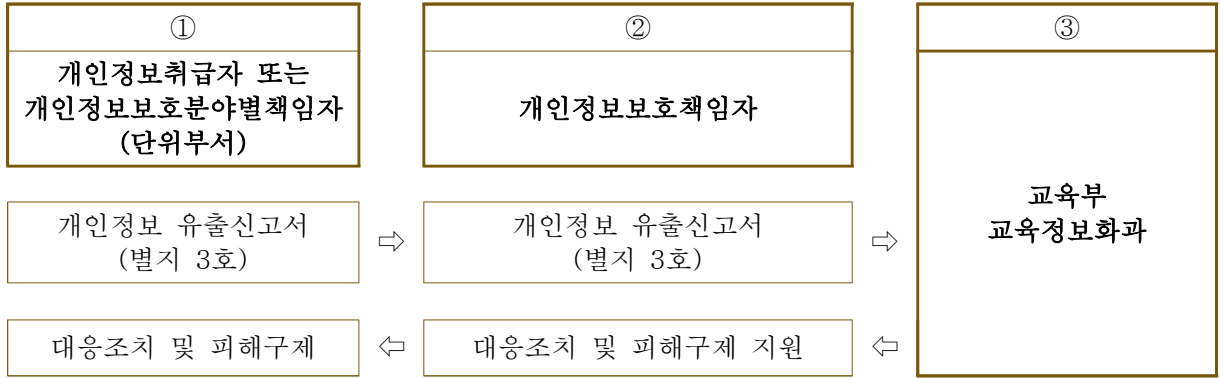 ①
개인정보취급자 또는
개인정보보호분야별책임자
(단위부서)
②
개인정보보호책임자
③
교육부
교육정보화과
개인정보 유출신고서
(별지 3호)
⇨
개인정보 유출신고서
(별지 3호)
⇨
대응조치 및 피해구제
⇦
대응조치 및 피해구제 지원
⇦